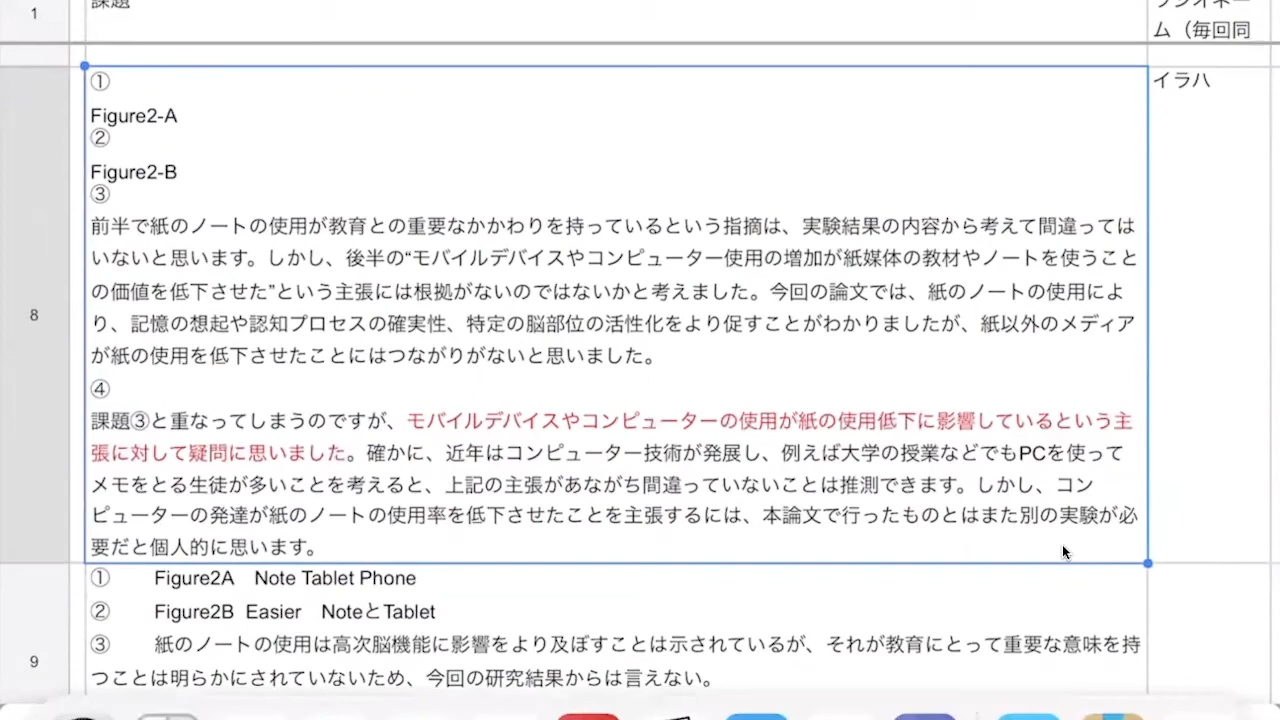 1
課題
ラジオネー
ム（毎回同
8
①
Figure2-A
②
Figure2-B
③
前半で紙のノートの使用が教育との重要なかかわりを持っているという指摘は、実験結果の内容から考えて間違っては
いないと思います。しかし、後半の“モバイルデバイスやコンピューター使用の増加が紙媒体の教材やノートを使うこと
の価値を低下させた”という主張には根拠がないのではないかと考えました。今回の論文では、紙のノートの使用によ
り、記憶の想起や認知プロセスの確実性、特定の脳部位の活性化をより促すことがわかりましたが、紙以外のメディア
が紙の使用を低下させたことにはつながりがないと思いました。
④
課題③と重なってしまうのですが、モバイルデバイスやコンピューターの使用が紙の使用低下に影響しているという主
張に対して疑問に思いました。確かに、近年はコンピューター技術が発展し、例えば大学の授業などでもPCを使って
メモをとる生徒が多いことを考えると、上記の主張があながち間違っていないことは推測できます。しかし、コン
ピューターの発達が紙のノートの使用率を低下させたことを主張するには、本論文で行ったものとはまた別の実験が必
要だと個人的に思います。
イラハ
9
① Figure2A Note Tablet Phone
② Figure2B Easier NoteとTablet
③ 紙のノートの使用は高次脳機能に影響をより及ぼすことは示されているが、それが教育にとって重要な意味を持
つことは明らかにされていないため、今回の研究結果からは言えない。